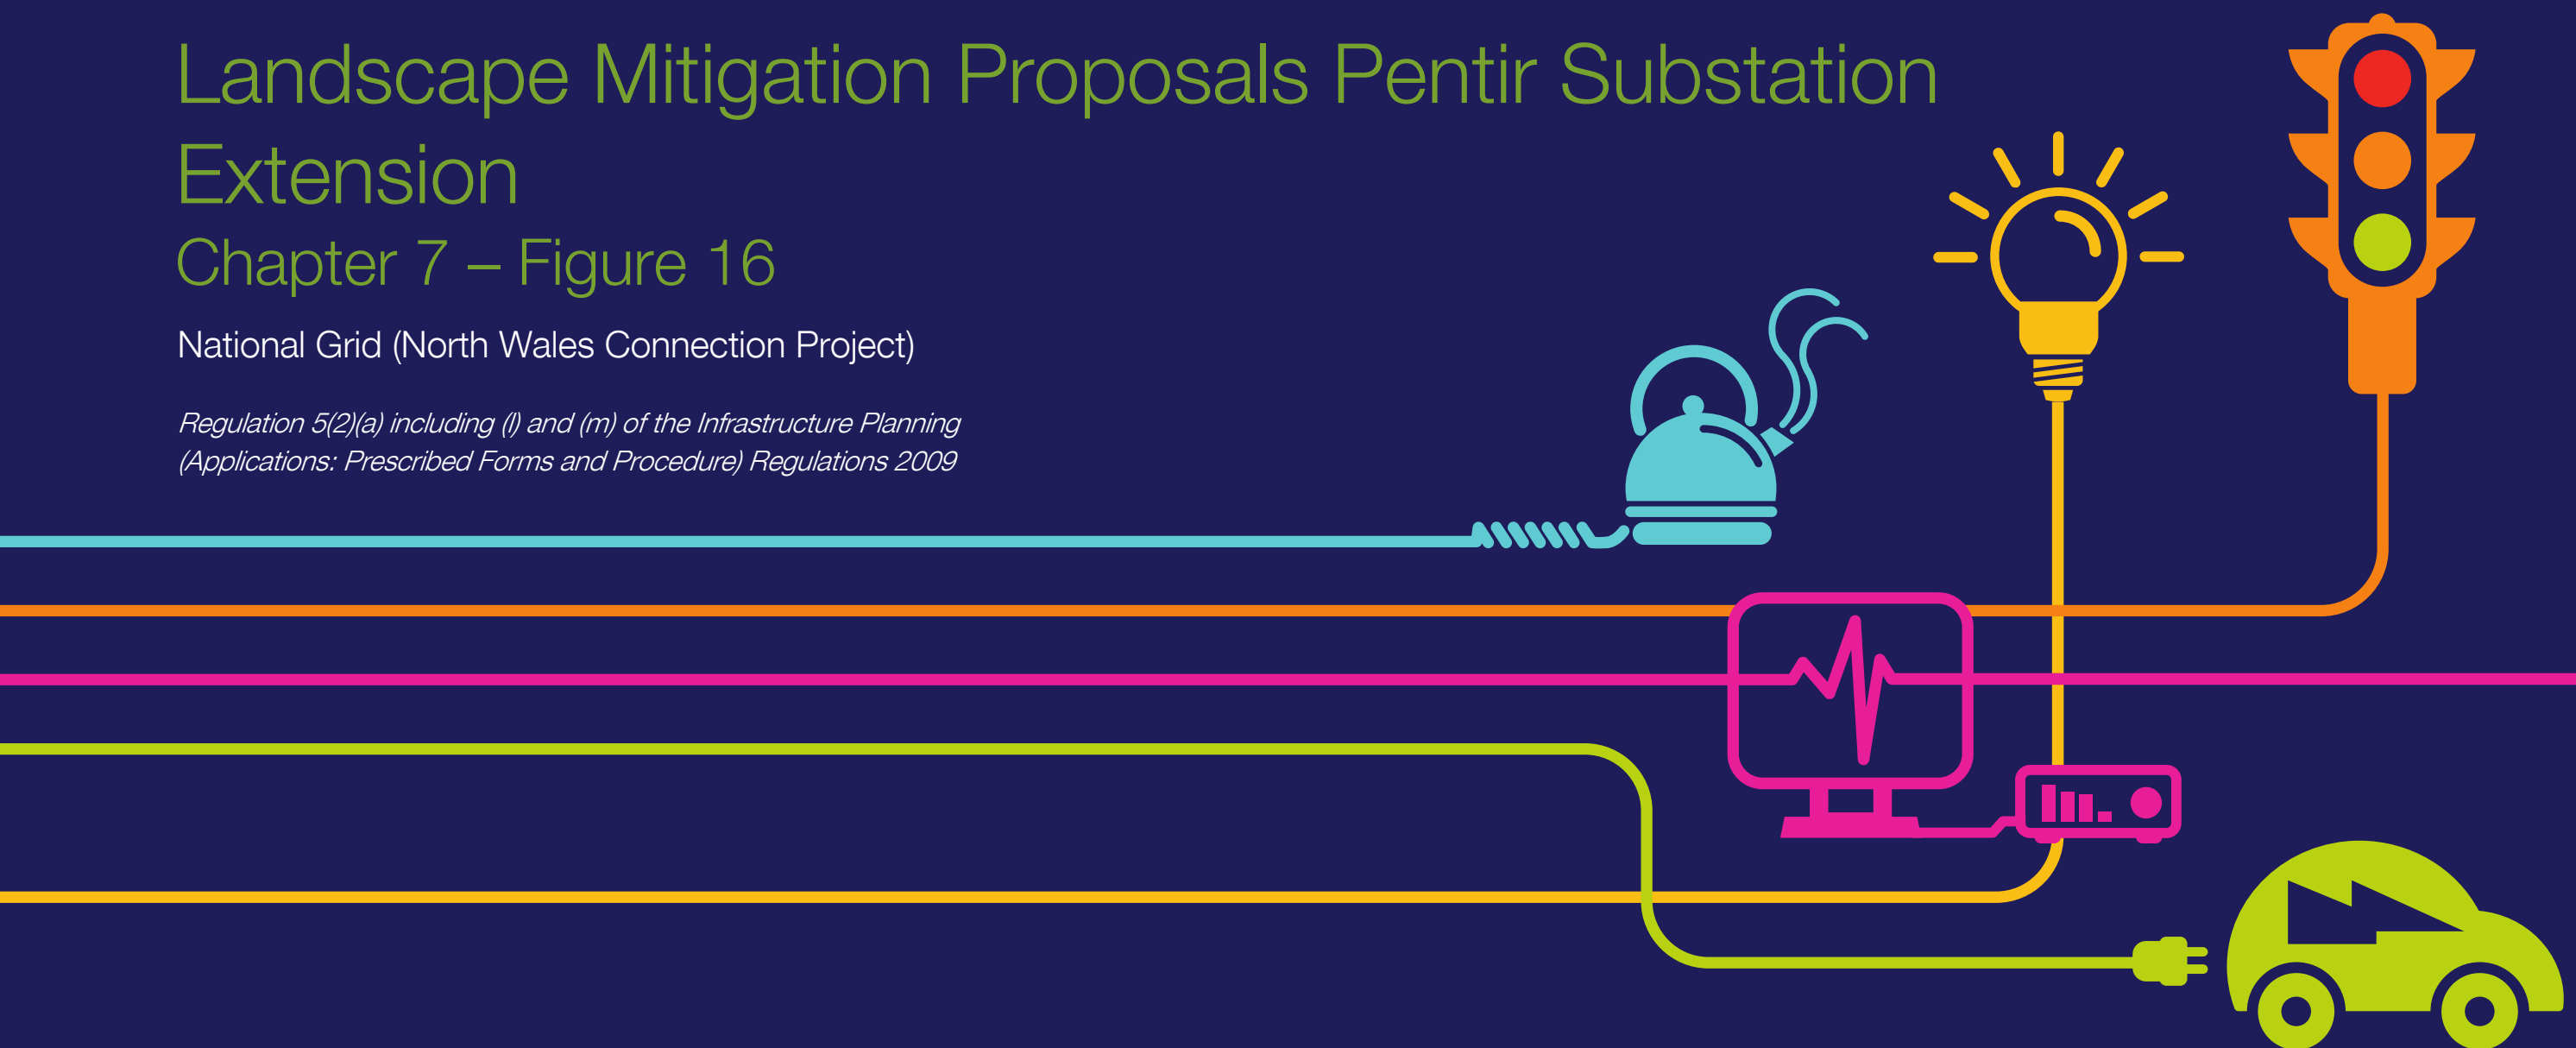 Landscape Mitigation Proposals Pentir Substation
Extension
Chapter 7 – Figure 16
National Grid (North Wales Connection Project)
Regulation 5(2)(a) including (l) and (m) of the Infrastructure Planning
(Applications: Prescribed Forms and Procedure) Regulations 2009